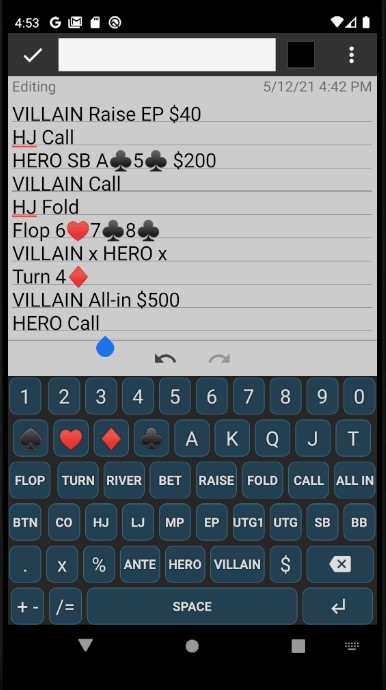 4:53 G
Editing 5/12/21 4:42 PM
VILLAIN Raise EP $40
HJ Call
HERO SB A♣5♣ $200
VILLAIN Call
HJ Fold
Flop 6♥7♣8♣
VILLAIN x HERO x
Turn 4♦
VILLAIN All-in $500
HERO Call
1 2 3 4 5 6 7 8 9 0
♠ ♥ ♦ ♣ A K Q J T
FLOP TURN RIVER BET RAISE FOLD CALL ALL IN
BTN CO HJ LJ MP EP UTG1 UTG SB BB
. x % ANTE HERO VILLAIN $
+ - /= SPACE